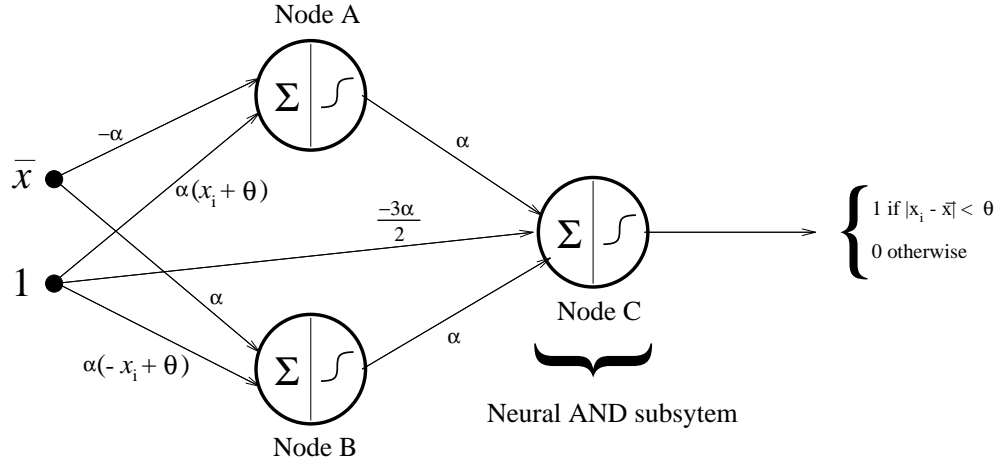 Node A
Σ
−α
x̄
α(xᵢ + θ)
α
−3α/2
1
Σ
1 if |xᵢ - x̄| < θ
0 otherwise
Node C
α
α(- xᵢ + θ)
Σ
α
Neural AND subsytem
Node B